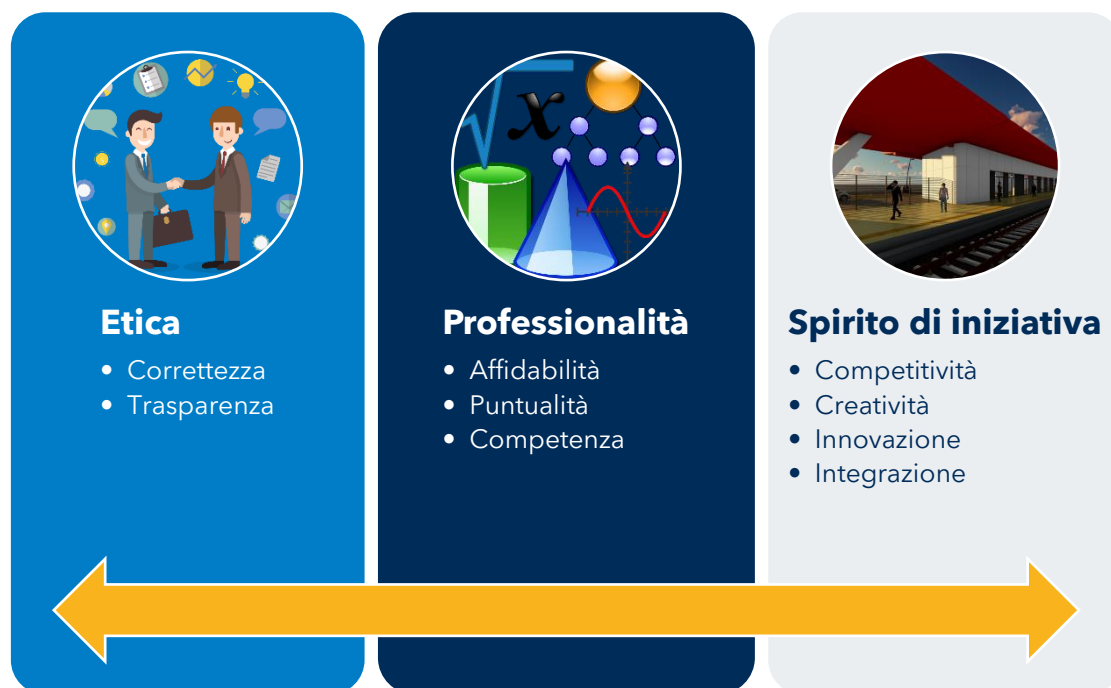 Etica
• Correttezza
• Trasparenza
Professionalità
• Affidabilità
• Puntualità
• Competenza
Spirito di iniziativa
• Competitività
• Creatività
• Innovazione
• Integrazione
x